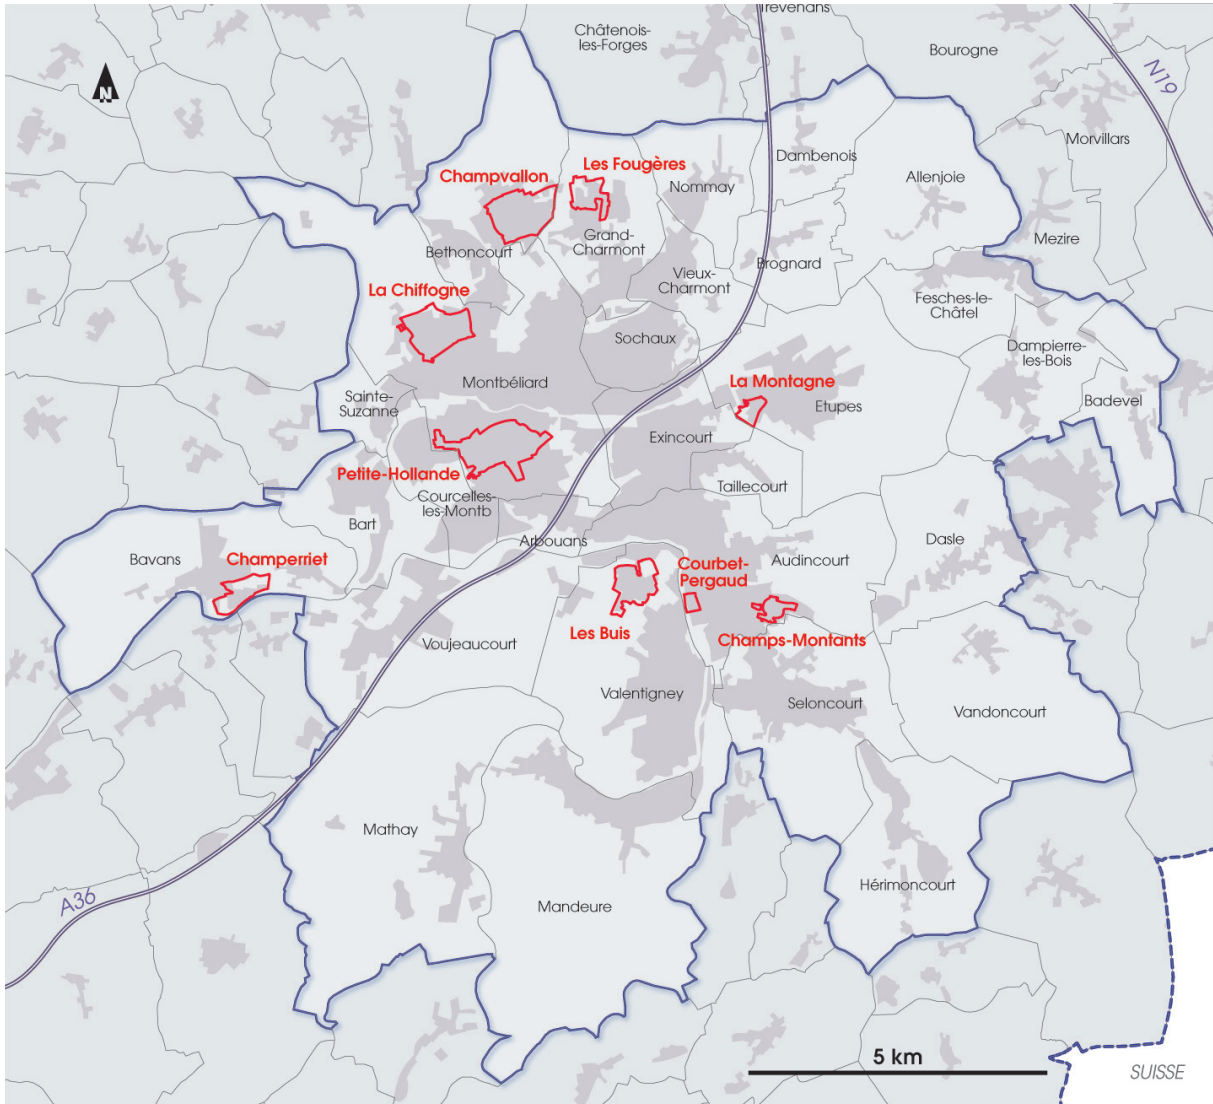 Trévenans
Châtenois-
les-Forges
Bourogne
N19
N
Morvillars
Dambenois
Les Fougères
Champvallon
Nommay
Allenjoie
Grand-
Charmont
Bethoncourt
Mezire
Brognard
Vieux-
Charmont
La Chiffogne
Fesches-le-
Châtel
Sochaux
Dampierre-
les-Bois
Montbéliard
La Montagne
Sainte-
Suzanne
Etupes
Badevel
Exincourt
Petite-Hollande
Taillecourt
Courcelles-
les-Montb
Bart
Arbouans
Dasle
Bavans
Champerriet
Courbet-
Pergaud
Audincourt
Les Buis
Champs-Montants
Voujeaucourt
Valentigney
Seloncourt
Vandoncourt
Mathay
Hérimoncourt
A36
Mandeure
5 km
SUISSE